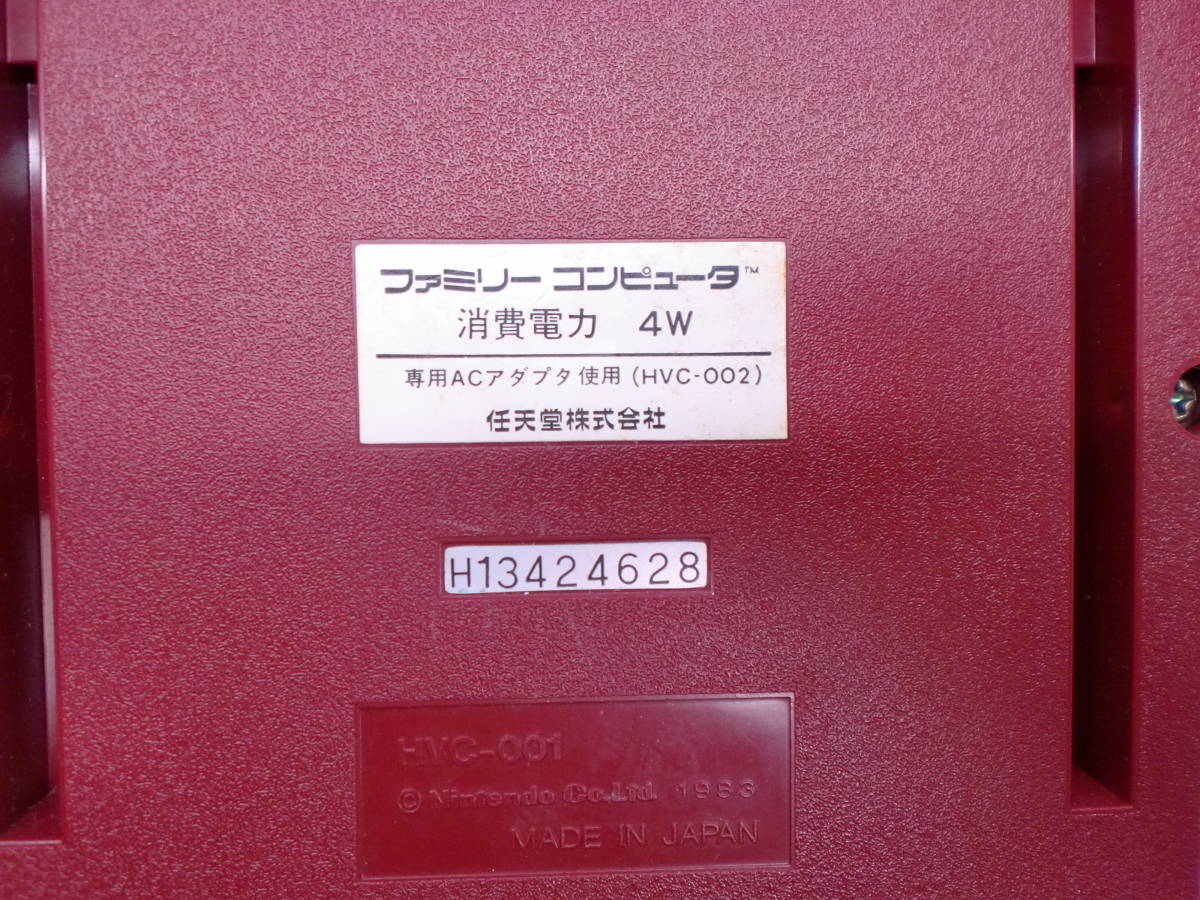 ファミリー コンピュータ™
消費電力 4W
専用ACアダプタ使用(HVC-002)
任天堂株式会社
H13424628
HVC-001
© Nintendo Co.,Ltd. 1983
MADE IN JAPAN